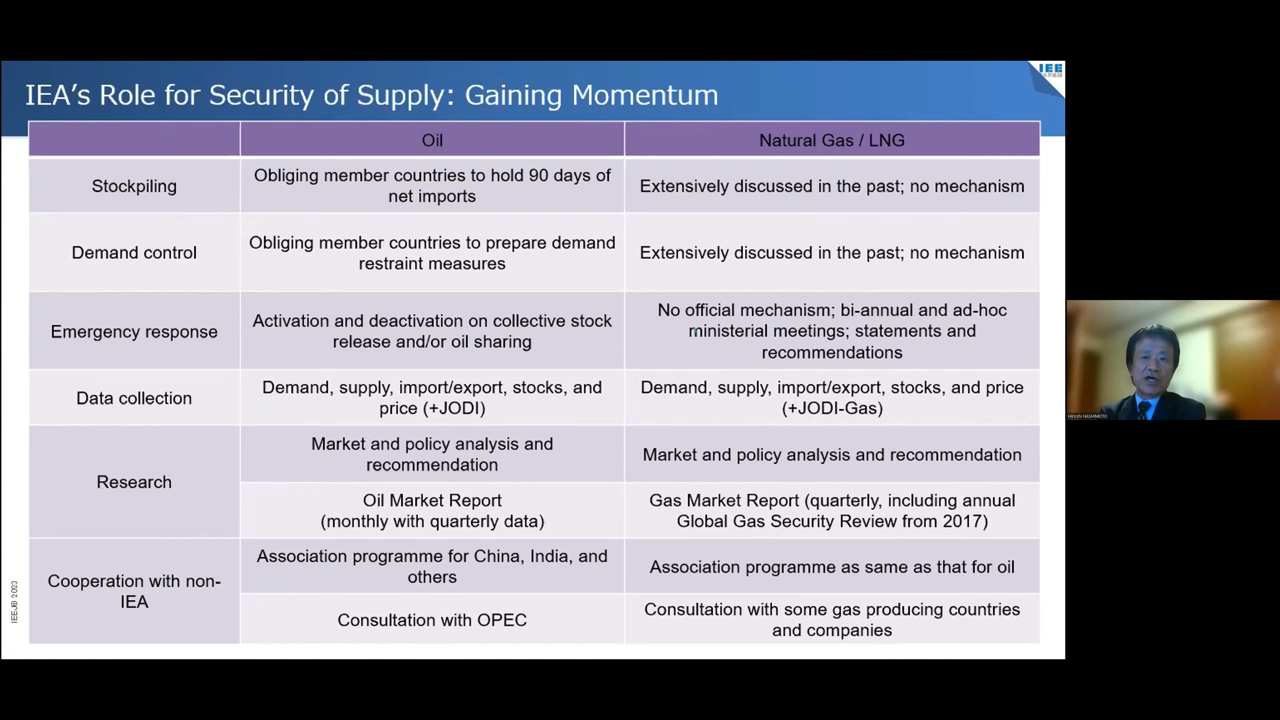 IEA's Role for Security of Supply: Gaining Momentum
IEE
JAPAN
Oil
Natural Gas / LNG
Stockpiling
Obliging member countries to hold 90 days of
net imports
Extensively discussed in the past; no mechanism
Demand control
Obliging member countries to prepare demand
restraint measures
Extensively discussed in the past; no mechanism
Emergency response
Activation and deactivation on collective stock
release and/or oil sharing
No official mechanism; bi-annual and ad-hoc
ministerial meetings; statements and
recommendations
Data collection
Demand, supply, import/export, stocks, and
price (+JODI)
Demand, supply, import/export, stocks, and price
(+JODI-Gas)
Research
Market and policy analysis and
recommendation
Market and policy analysis and recommendation
Oil Market Report
(monthly with quarterly data)
Gas Market Report (quarterly, including annual
Global Gas Security Review from 2017)
Cooperation with non-
IEA
Association programme for China, India, and
others
Association programme as same as that for oil
Consultation with OPEC
Consultation with some gas producing countries
and companies
2023
HASHIMOTO